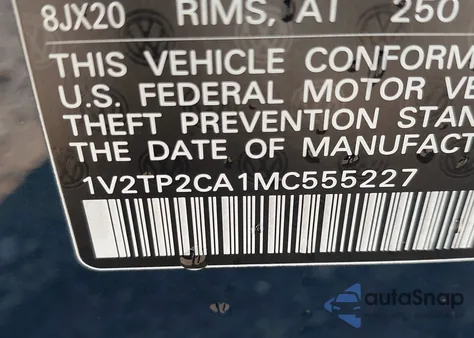 8JX20 RIMS, AT 250
THIS VEHICLE CONFORM
U.S. FEDERAL MOTOR VE
THEFT PREVENTION STAN
THE DATE OF MANUFACT
1V2TP2CA1MC555227
autoSnap